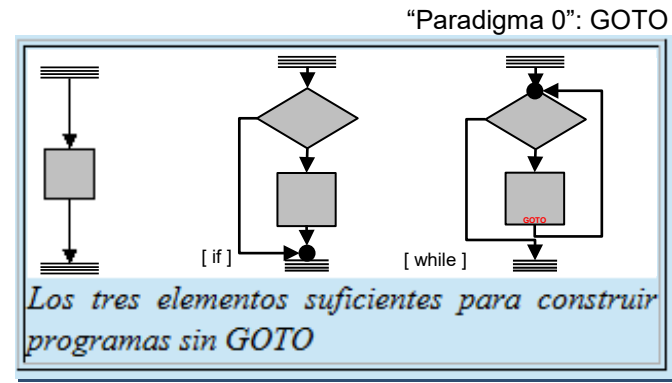 “Paradigma 0”: GOTO
[ if ]
GOTO
[ while ]
Los tres elementos suficientes para construir
programas sin GOTO